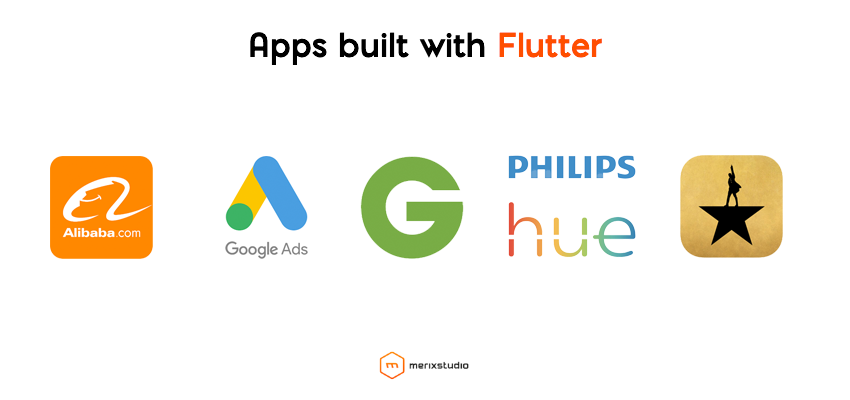 Apps built with Flutter
Alibaba.com
Google Ads
G
PHILIPS
hue
merixstudio